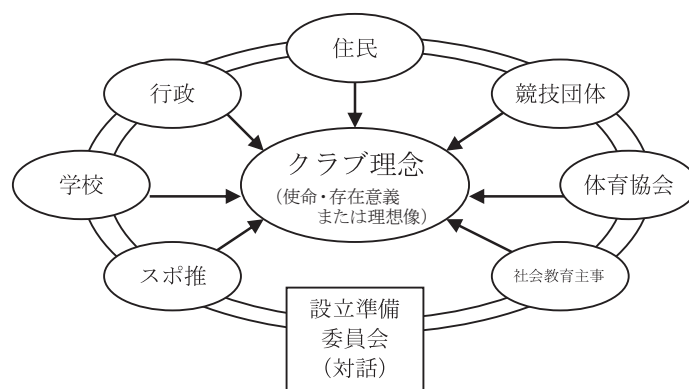 住民
行政
競技団体
学校
クラブ理念
(使命・存在意義
または理想像)
体育協会
スポ推
社会教育主事
設立準備
委員会
(対話)